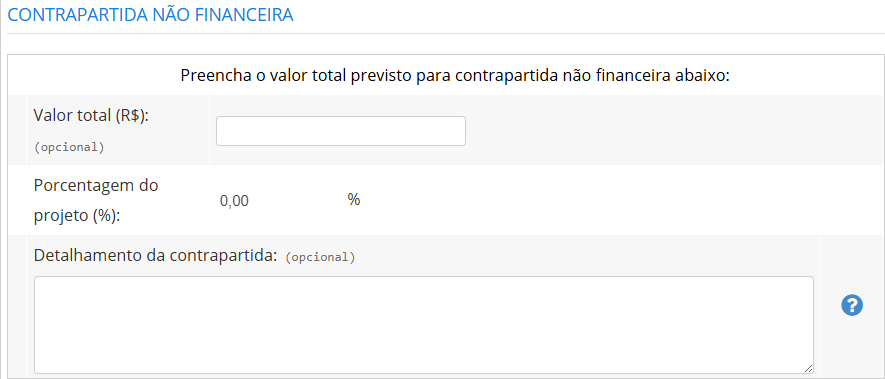 CONTRAPARTIDA NÃO FINANCEIRA
Preencha o valor total previsto para contrapartida não financeira abaixo:
Valor total (R$):
(opcional)
Porcentagem do
projeto (%):
0,00 %
Detalhamento da contrapartida: (opcional)
?